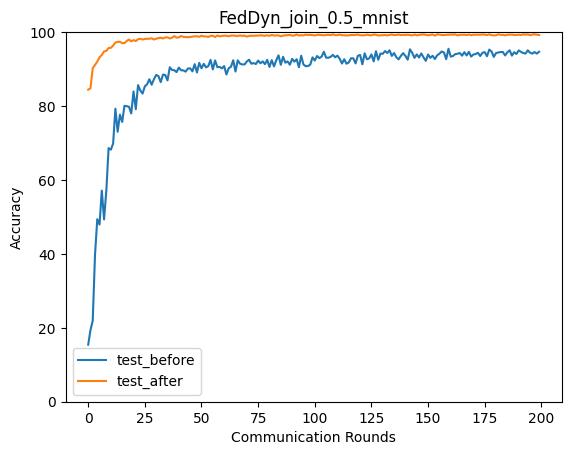 FedDyn_join_0.5_mnist
100
80
60
40
20
0
Accuracy
test_before
test_after
0 25 50 75 100 125 150 175 200
Communication Rounds